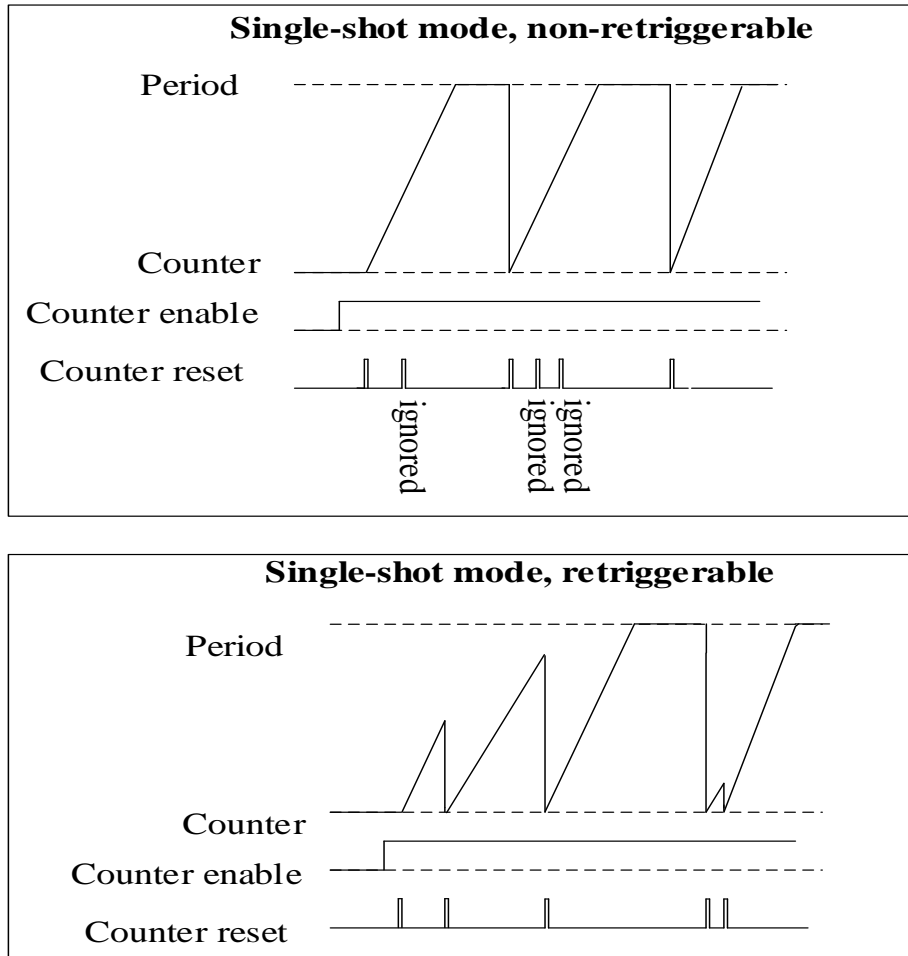 Single-shot mode, non-retriggerable
Period
Counter
Counter enable
Counter reset
ignored
ignored
ignored
Single-shot mode, retriggerable
Period
Counter
Counter enable
Counter reset